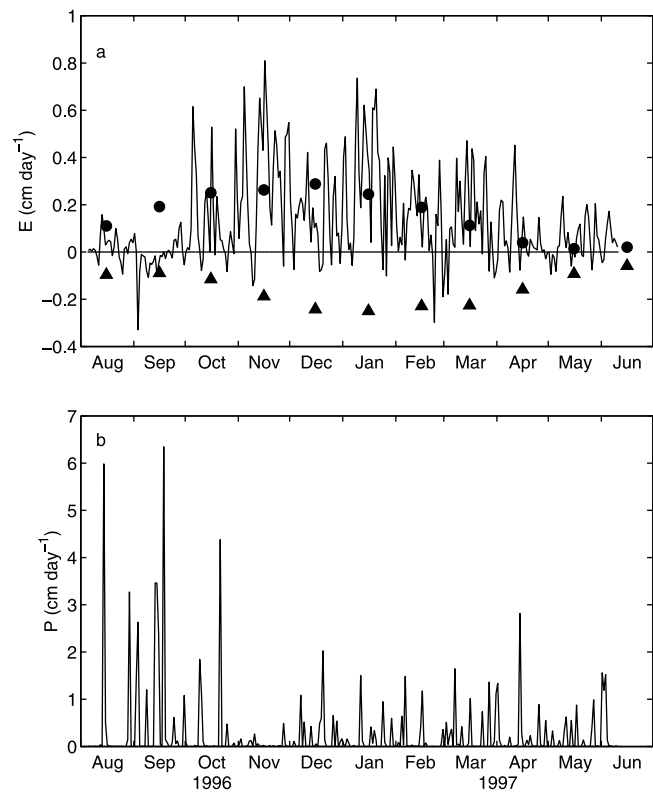 a
E (cm day−1)
1
0.8
0.6
0.4
0.2
0
−0.2
−0.4
Aug Sep Oct Nov Dec Jan Feb Mar Apr May Jun
b
P (cm day−1)
7
6
5
4
3
2
1
0
Aug Sep Oct Nov Dec Jan Feb Mar Apr May Jun
1996 1997